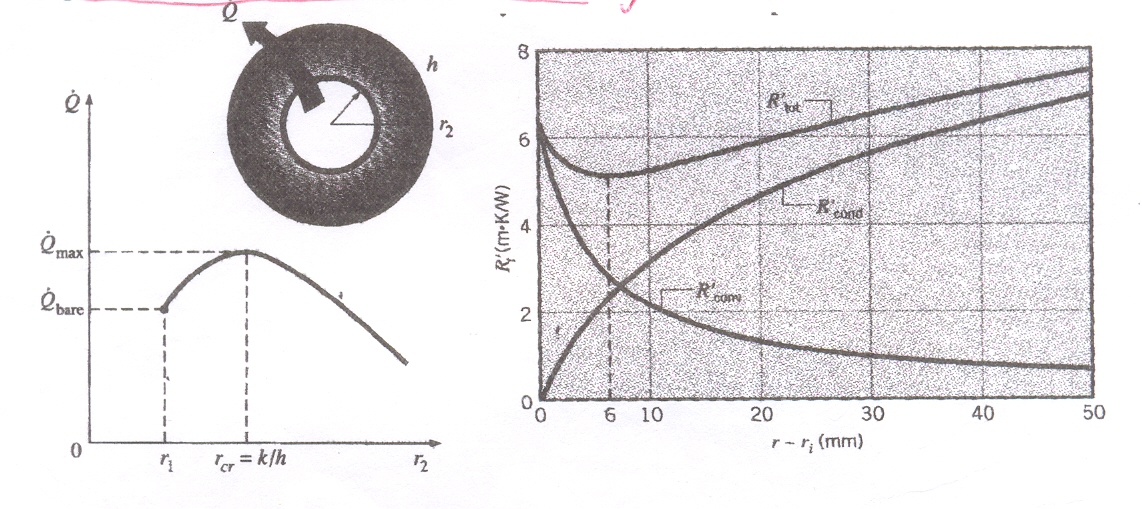 Q̇
h
r₂
Q̇
Q̇max
Q̇bare
0
r₁
rcr = k/h
r₂
8
6
4
2
0
R't (m•K/W)
R'tot
R'cond
R'conv
0
6
10
20
30
40
50
r – ri (mm)